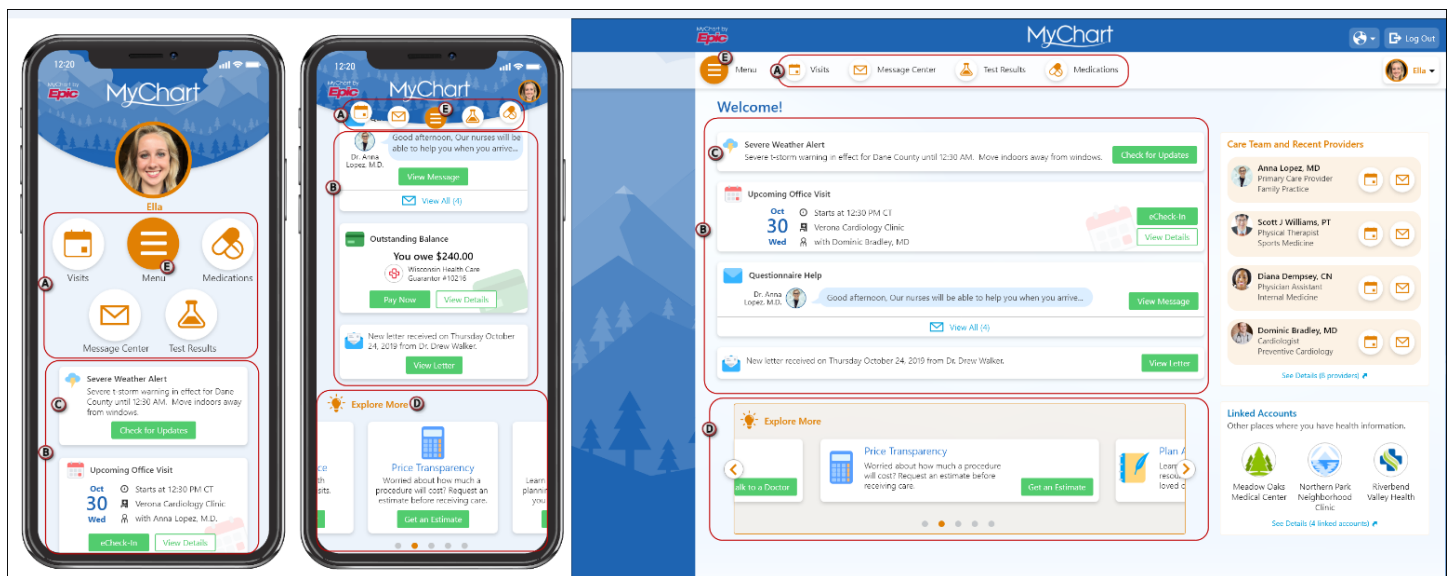 12:20
MyChart by
Epic
MyChart
Ella
A
Visits
Menu
E
Medications
Message Center
Test Results
Severe Weather Alert
C
Severe t-storm warning in effect for Dane
County until 12:30 AM. Move indoors away
from windows.
Check for Updates
B
Upcoming Office Visit
Oct
30
Wed
Starts at 12:30 PM CT
Verona Cardiology Clinic
with Anna Lopez, M.D.
eCheck-In
View Details
12:20
MyChart by
Epic
MyChart
A
E
Good afternoon, Our nurses will be
able to help you when you arrive...
Dr. Anna
Lopez, M.D.
View Message
B
View All (4)
Outstanding Balance
You owe $240.00
Wisconsin Health Care
Guarantor #10216
Pay Now
View Details
New letter received on Thursday October
24, 2019 from Dr. Drew Walker.
View Letter
Explore More
D
Price Transparency
Worried about how much a
procedure will cost? Request an
estimate before receiving care.
Get an Estimate
Learn
MyChart by
Epic
MyChart
Log Out
E
Menu
A
Visits
Message Center
Test Results
Medications
Ella
Welcome!
C
Severe Weather Alert
Severe t-storm warning in effect for Dane County until 12:30 AM. Move indoors away from windows.
Check for Updates
B
Upcoming Office Visit
Oct
30
Wed
Starts at 12:30 PM CT
Verona Cardiology Clinic
with Dominic Bradley, MD
eCheck-In
View Details
Questionnaire Help
Dr. Anna
Lopez, M.D.
Good afternoon, Our nurses will be able to help you when you arrive...
View Message
View All (4)
New letter received on Thursday October 24, 2019 from Dr. Drew Walker.
View Letter
D
Explore More
alk to a Doctor
Price Transparency
Worried about how much a procedure
will cost? Request an estimate before
receiving care.
Get an Estimate
Plan A
Learn
resou
loved o
Care Team and Recent Providers
Anna Lopez, MD
Primary Care Provider
Family Practice
Scott J Williams, PT
Physical Therapist
Sports Medicine
Diana Dempsey, CN
Physician Assistant
Internal Medicine
Dominic Bradley, MD
Cardiologist
Preventive Cardiology
See Details (8 providers)
Linked Accounts
Other places where you have health information.
Meadow Oaks
Medical Center
Northern Park
Neighborhood
Clinic
Riverbend
Valley Health
See Details (4 linked accounts)